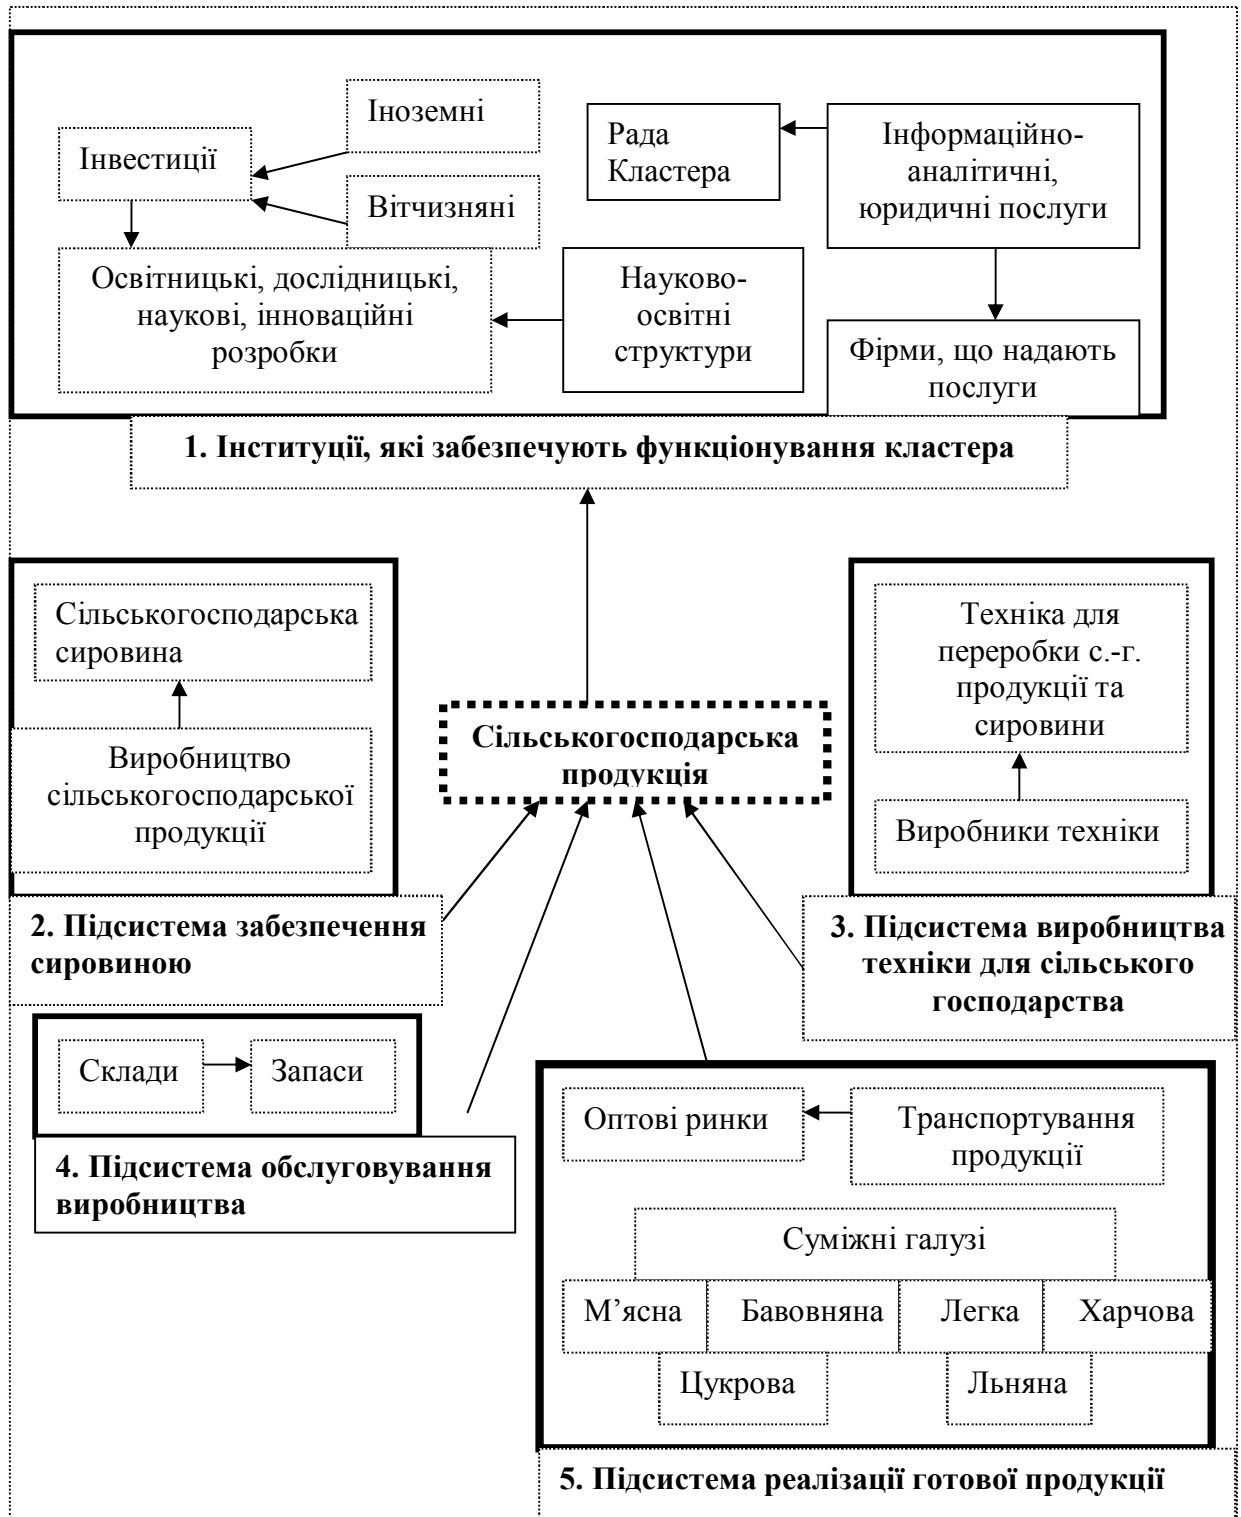 Іноземні
Інвестиції
Вітчизняні
Рада
Кластера
Інформаційно-
аналітичні,
юридичні послуги
Освітницькі, дослідницькі,
наукові, інноваційні
розробки
Науково-
освітні
структури
Фірми, що надають
послуги
1. Інституції, які забезпечують функціонування кластера
Сільськогосподарська
сировина
Виробництво
сільськогосподарської
продукції
Сільськогосподарська
продукція
Техніка для
переробки с.-г.
продукції та
сировини
Виробники техніки
2. Підсистема забезпечення
сировиною
3. Підсистема виробництва
техніки для сільського
господарства
Склади
Запаси
4. Підсистема обслуговування
виробництва
Оптові ринки
Транспортування
продукції
Суміжні галузі
М’ясна
Бавовняна
Легка
Харчова
Цукрова
Льняна
5. Підсистема реалізації готової продукції